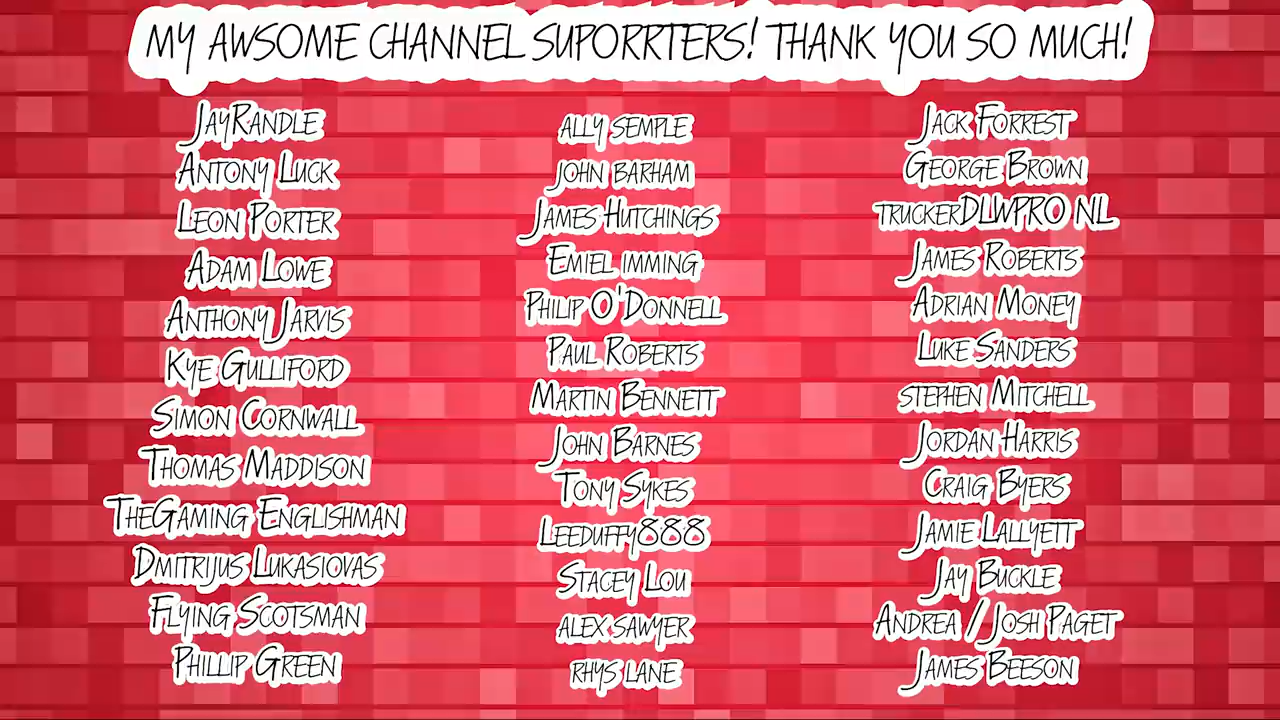 MY AWSOME CHANNEL SUPORRTERS! THANK YOU SO MUCH!
JayRandle
Antony Luck
Leon Porter
Adam Lowe
Anthony Jarvis
Kye Gulliford
Simon Cornwall
Thomas Maddison
TheGaming Englishman
Dmitrijus Lukasiovas
Flying Scotsman
Phillip Green
ally semple
john barham
James Hutchings
Emiel imming
Philip O'Donnell
Paul Roberts
Martin Bennett
John Barnes
Tony Sykes
Leeduffy888
Stacey Lou
alex sawyer
rhys lane
Jack Forrest
George Brown
truckerDLWPRO NL
James Roberts
Adrian Money
Luke Sanders
stephen Mitchell
Jordan Harris
Craig Byers
Jamie Lallyett
Jay Buckle
Andrea / Josh Paget
James Beeson